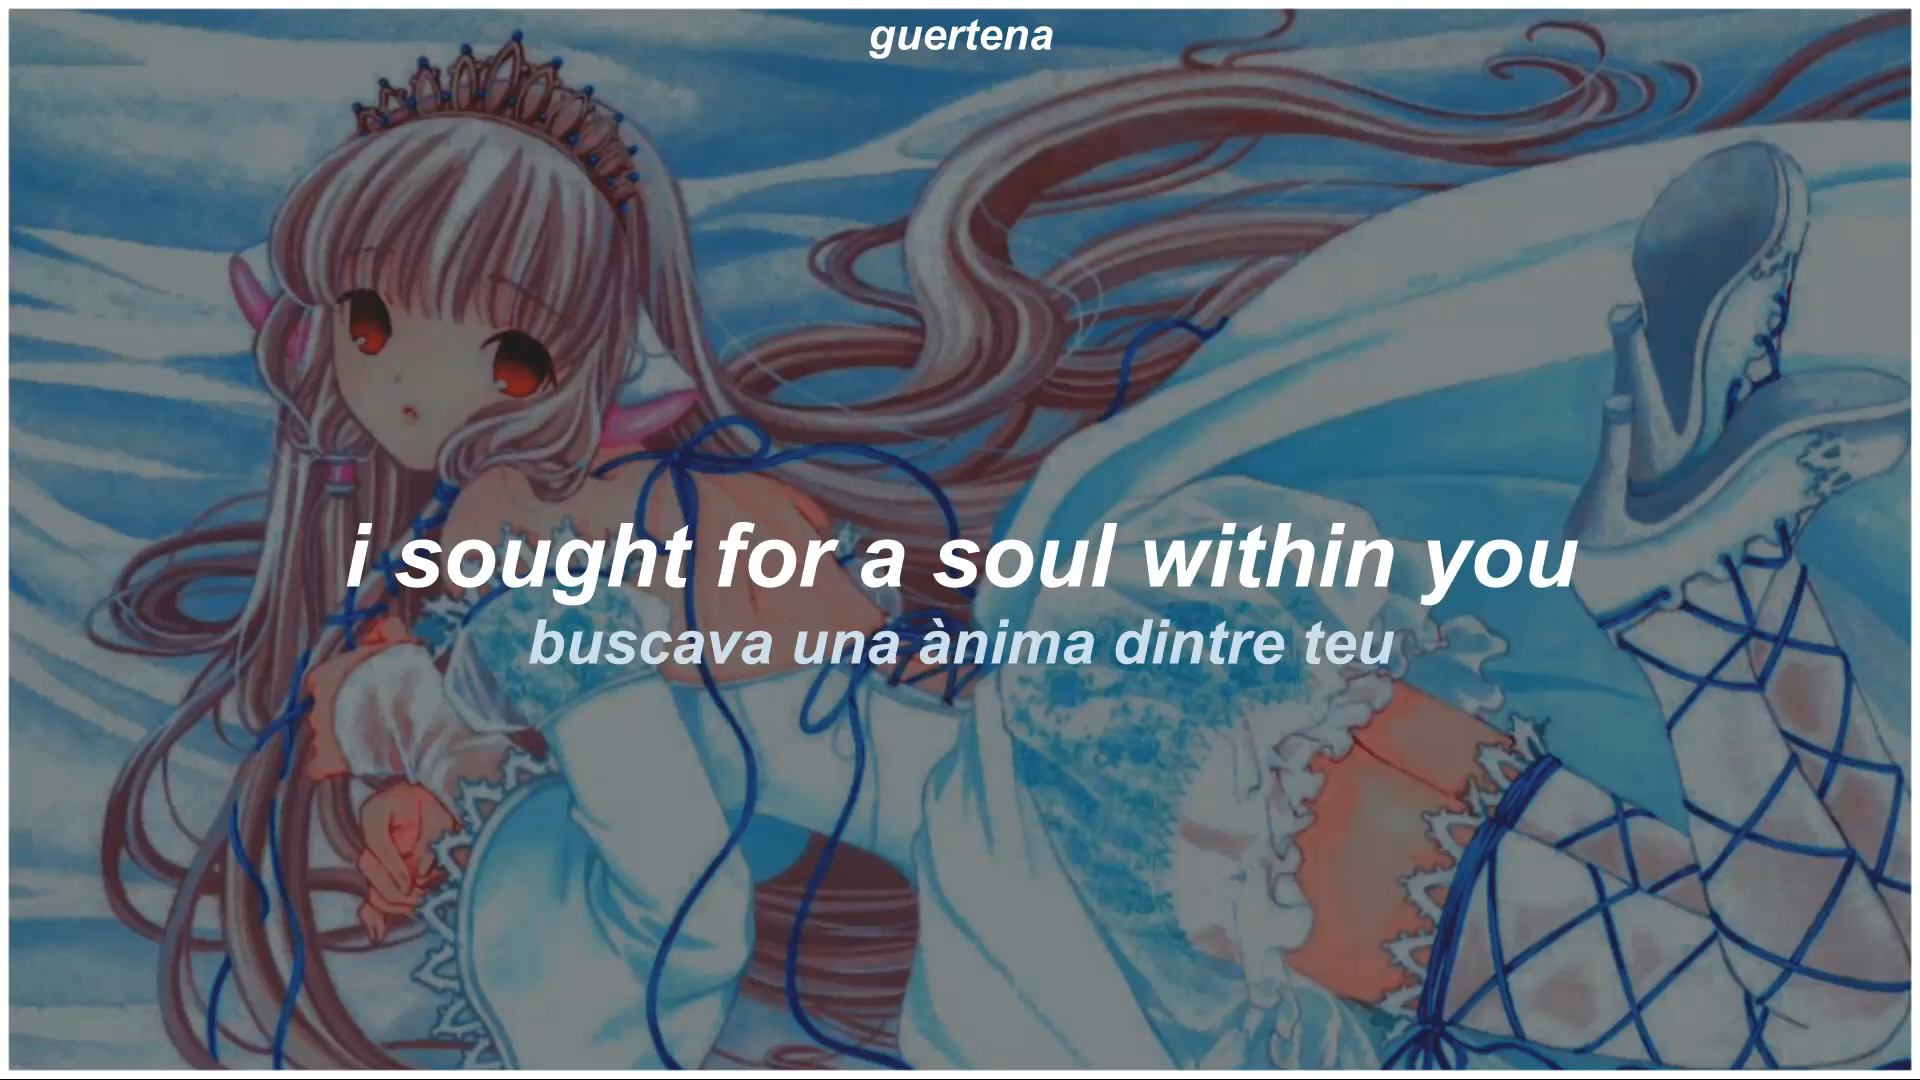 guertena
i sought for a soul within you
buscava una ànima dintre teu